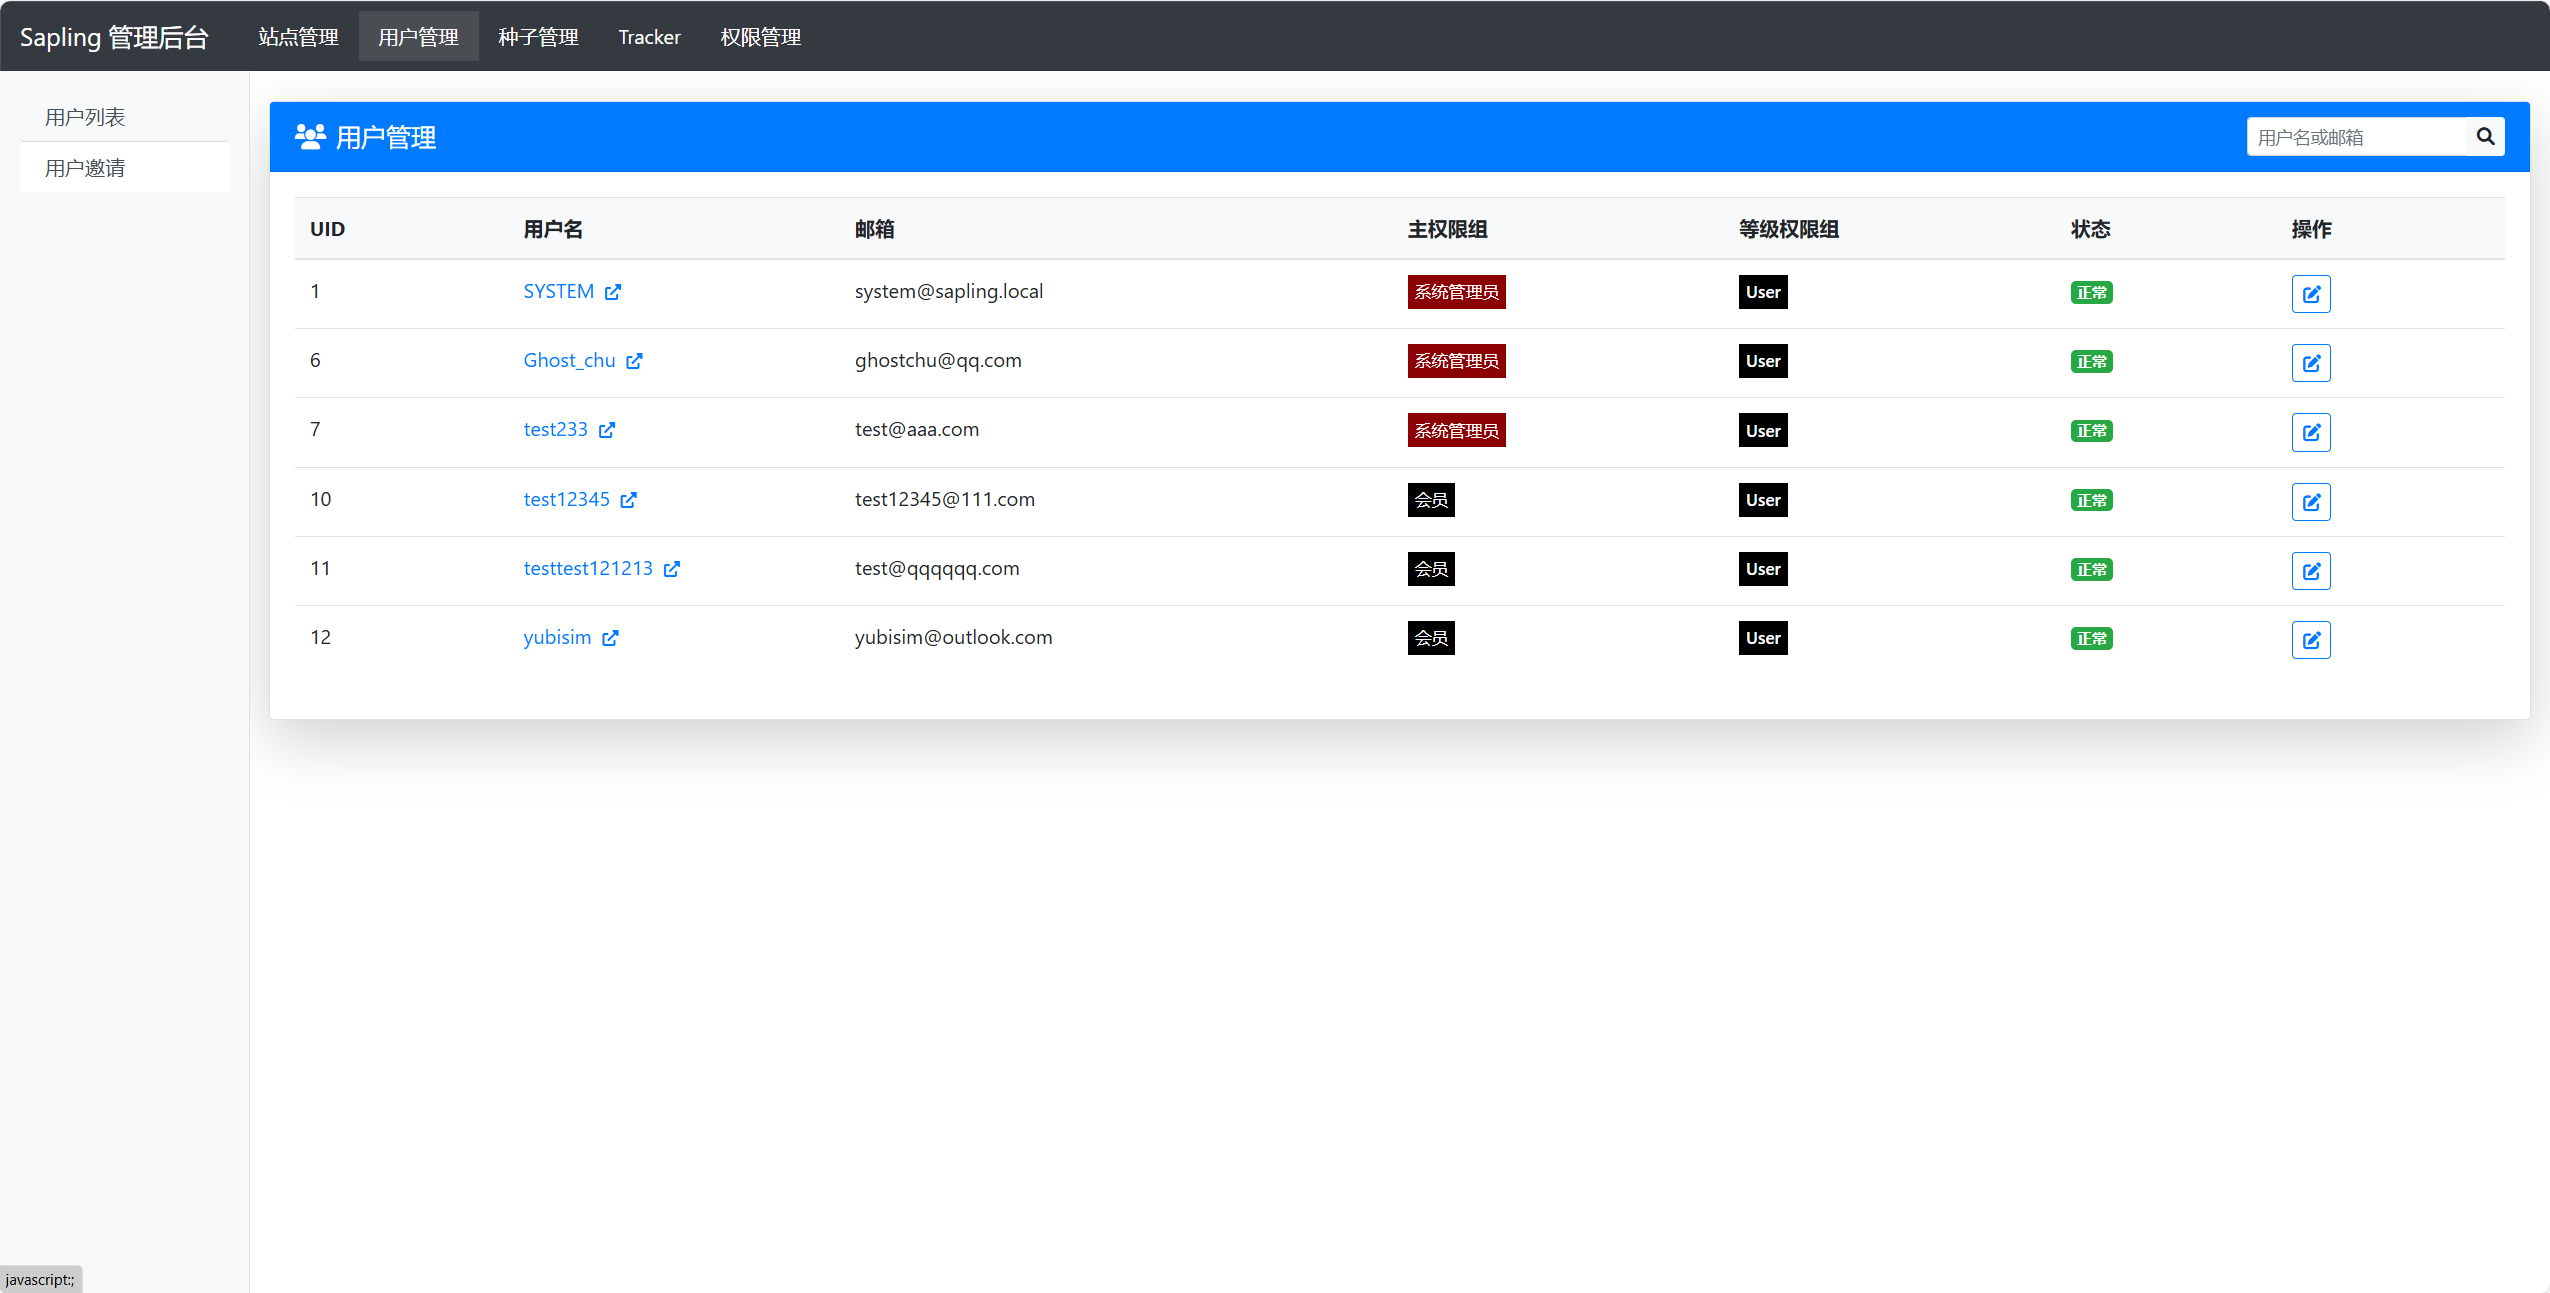 Sapling 管理后台 站点管理 用户管理 种子管理 Tracker 权限管理
用户列表
用户邀请
用户管理 用户名或邮箱
UID 用户名 邮箱 主权限组 等级权限组 状态 操作
1 SYSTEM system@sapling.local 系统管理员 User 正常
6 Ghost_chu ghostchu@qq.com 系统管理员 User 正常
7 test233 test@aaa.com 系统管理员 User 正常
10 test12345 test12345@111.com 会员 User 正常
11 testtest121213 test@qqqqqq.com 会员 User 正常
12 yubisim yubisim@outlook.com 会员 User 正常
javascript:;